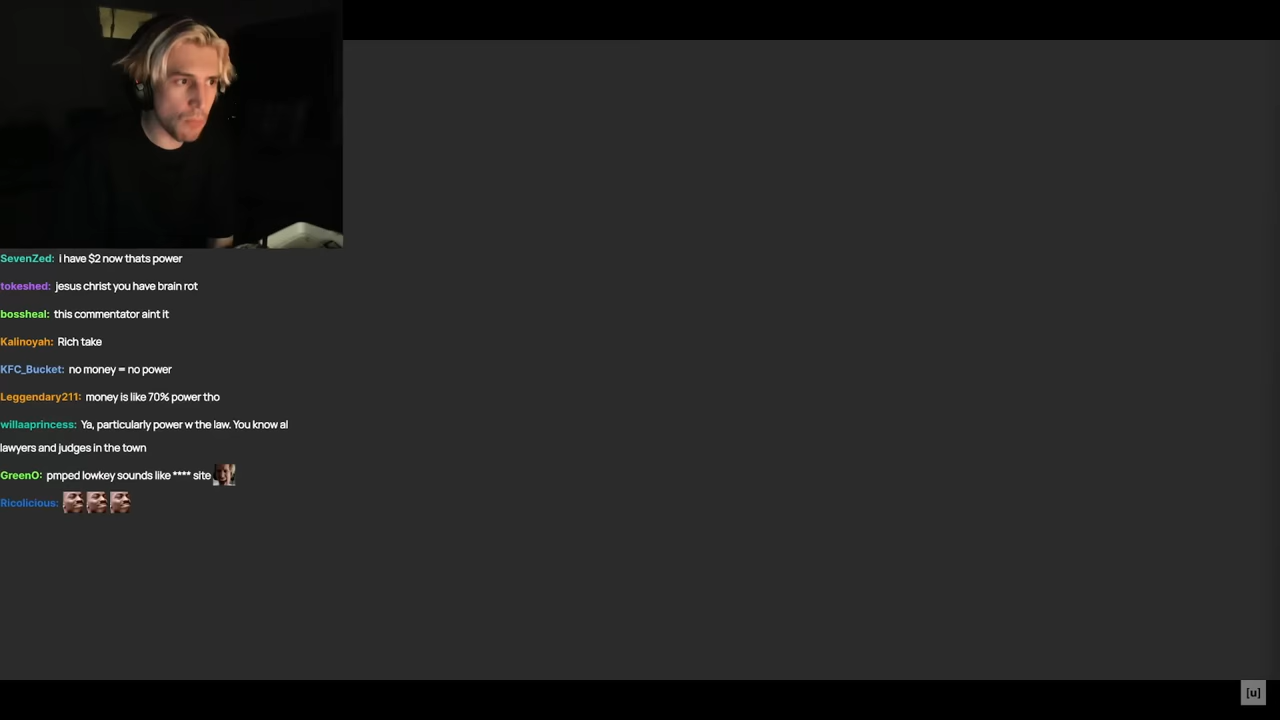 SevenZed: i have $2 now thats power
tokeshed: jesus christ you have brain rot
bossheal: this commentator aint it
Kalinoyah: Rich take
KFC_Bucket: no money = no power
Leggendary211: money is like 70% power tho
willaaprincess: Ya, particularly power w the law. You know al
lawyers and judges in the town
GreenO: pmped lowkey sounds like **** site
Ricolicious:
[u]